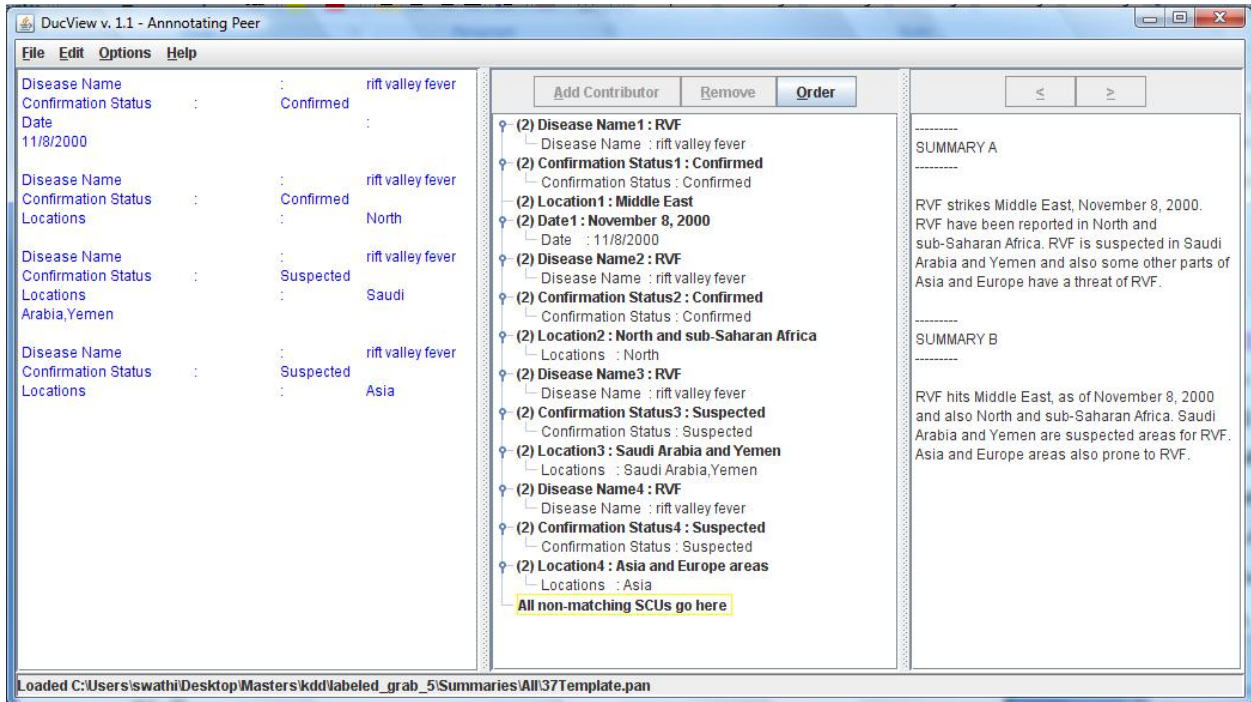 DucView v. 1.1 - Annnotating Peer
File Edit Options Help
Disease Name : rift valley fever
Confirmation Status : Confirmed
Date :
11/8/2000
Disease Name : rift valley fever
Confirmation Status : Confirmed
Locations : North
Disease Name : rift valley fever
Confirmation Status : Suspected
Locations : Saudi
Arabia,Yemen
Disease Name : rift valley fever
Confirmation Status : Suspected
Locations : Asia
Add Contributor Remove Order
(2) Disease Name1 : RVF
Disease Name : rift valley fever
(2) Confirmation Status1 : Confirmed
Confirmation Status : Confirmed
(2) Location1 : Middle East
(2) Date1 : November 8, 2000
Date : 11/8/2000
(2) Disease Name2 : RVF
Disease Name : rift valley fever
(2) Confirmation Status2 : Confirmed
Confirmation Status : Confirmed
(2) Location2 : North and sub-Saharan Africa
Locations : North
(2) Disease Name3 : RVF
Disease Name : rift valley fever
(2) Confirmation Status3 : Suspected
Confirmation Status : Suspected
(2) Location3 : Saudi Arabia and Yemen
Locations : Saudi Arabia,Yemen
(2) Disease Name4 : RVF
Disease Name : rift valley fever
(2) Confirmation Status4 : Suspected
Confirmation Status : Suspected
(2) Location4 : Asia and Europe areas
Locations : Asia
All non-matching SCUs go here
< >
---------
SUMMARY A
---------
RVF strikes Middle East, November 8, 2000.
RVF have been reported in North and
sub-Saharan Africa. RVF is suspected in Saudi
Arabia and Yemen and also some other parts of
Asia and Europe have a threat of RVF.
---------
SUMMARY B
---------
RVF hits Middle East, as of November 8, 2000
and also North and sub-Saharan Africa. Saudi
Arabia and Yemen are suspected areas for RVF.
Asia and Europe areas also prone to RVF.
Loaded C:\Users\swathi\Desktop\Masters\kdd\labeled_grab_5\Summaries\All\37Template.pan